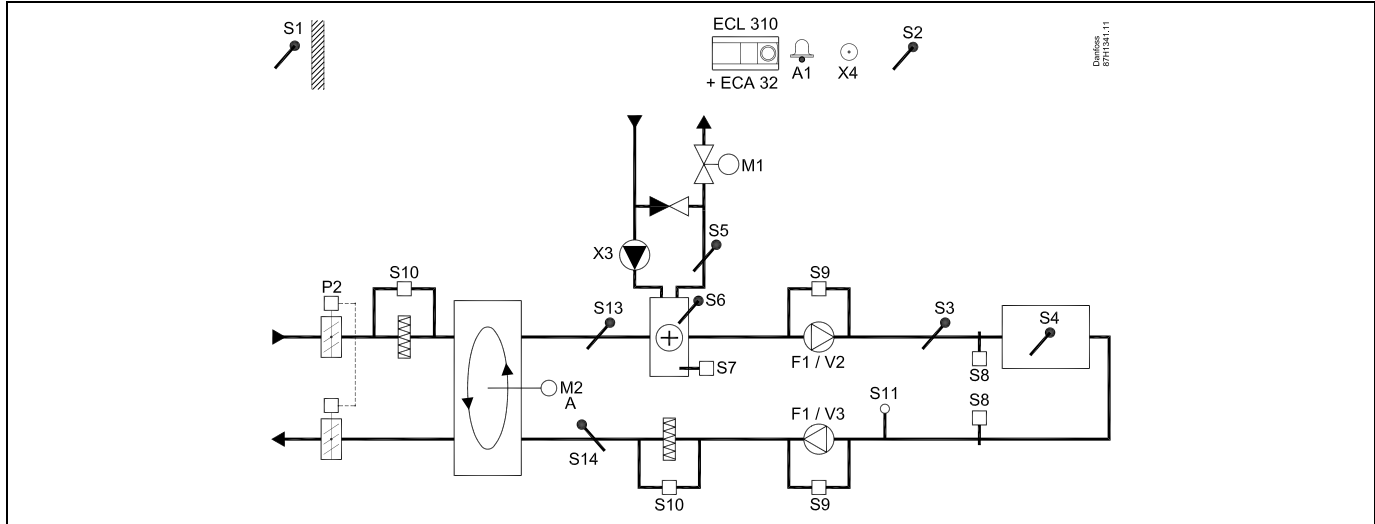 S1
ECL 310
+ ECA 32
A1
X4
S2
Danfoss
87H1341.11
M1
S5
X3
P2
S10
S13
S6
S9
S3
S4
S7
F1 / V2
S8
M2
A
S11
S8
F1 / V3
S14
S10
S9